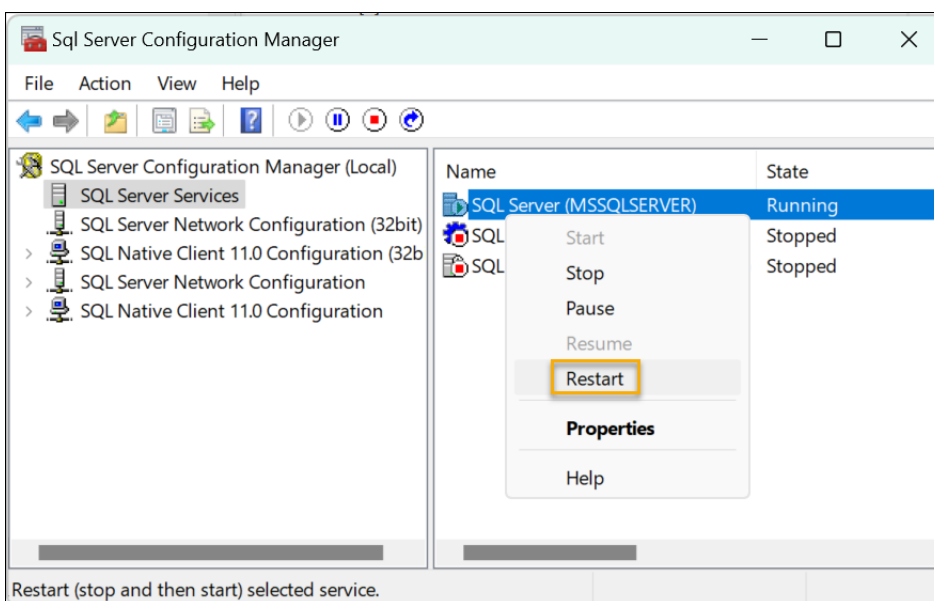 Sql Server Configuration Manager
File Action View Help
SQL Server Configuration Manager (Local)
SQL Server Services
SQL Server Network Configuration (32bit)
SQL Native Client 11.0 Configuration (32b
SQL Server Network Configuration
SQL Native Client 11.0 Configuration
Name State
SQL Server (MSSQLSERVER) Running
SQL Stopped
SQL Stopped
Start
Stop
Pause
Resume
Restart
Properties
Help
Restart (stop and then start) selected service.